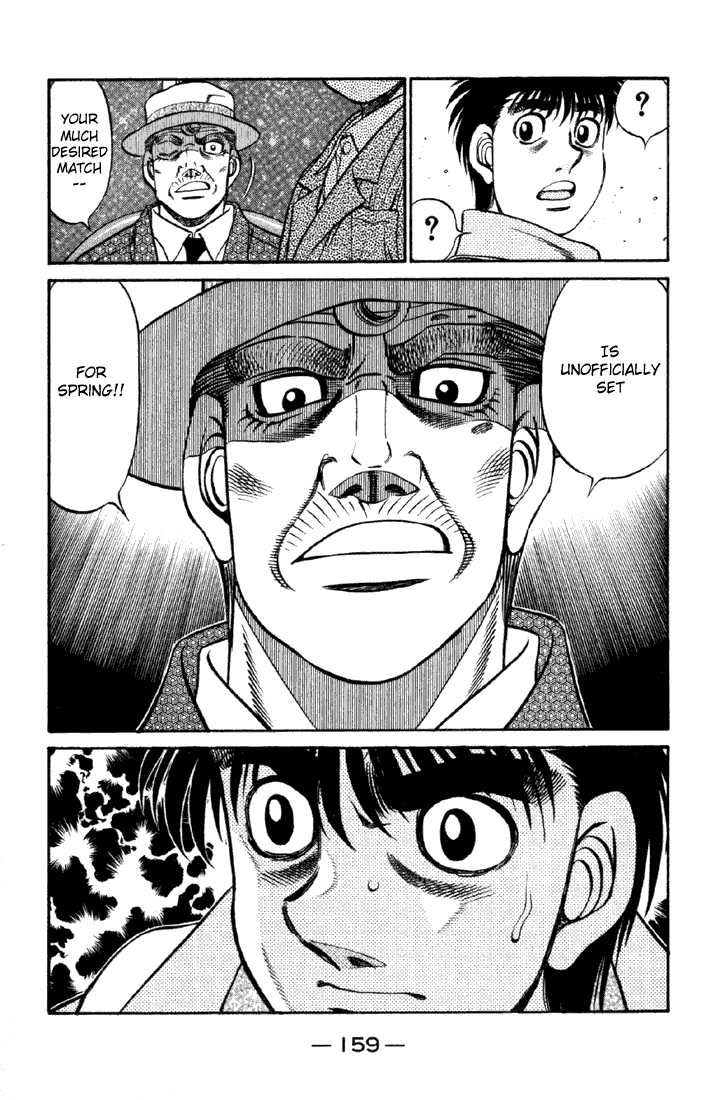 ?
?
YOUR
MUCH
DESIRED
MATCH
--
IS
UNOFFICIALLY
SET
FOR
SPRING!!
— 159 —